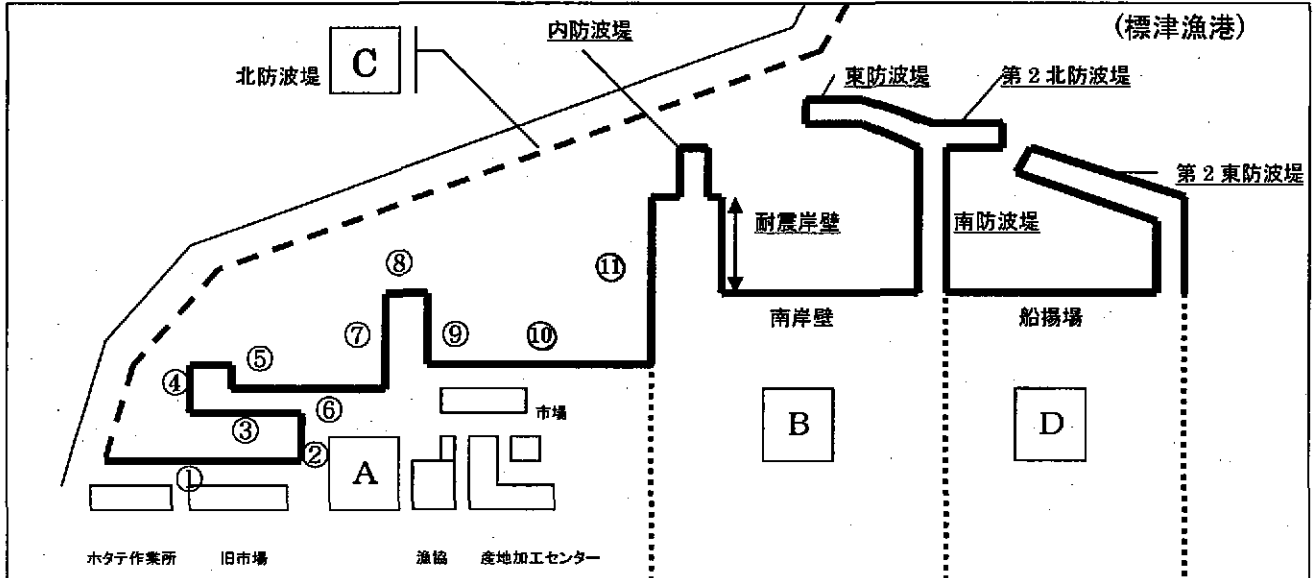 (標津漁港)
内防波堤
北防波堤
C
東防波堤
第2北防波堤
第2東防波堤
耐震岸壁
南防波堤
⑧
⑪
南岸壁
船揚場
⑦
⑨
⑩
⑤
④
⑥
市場
③
②
A
B
D
①
ホタテ作業所
旧市場
漁協
産地加工センター